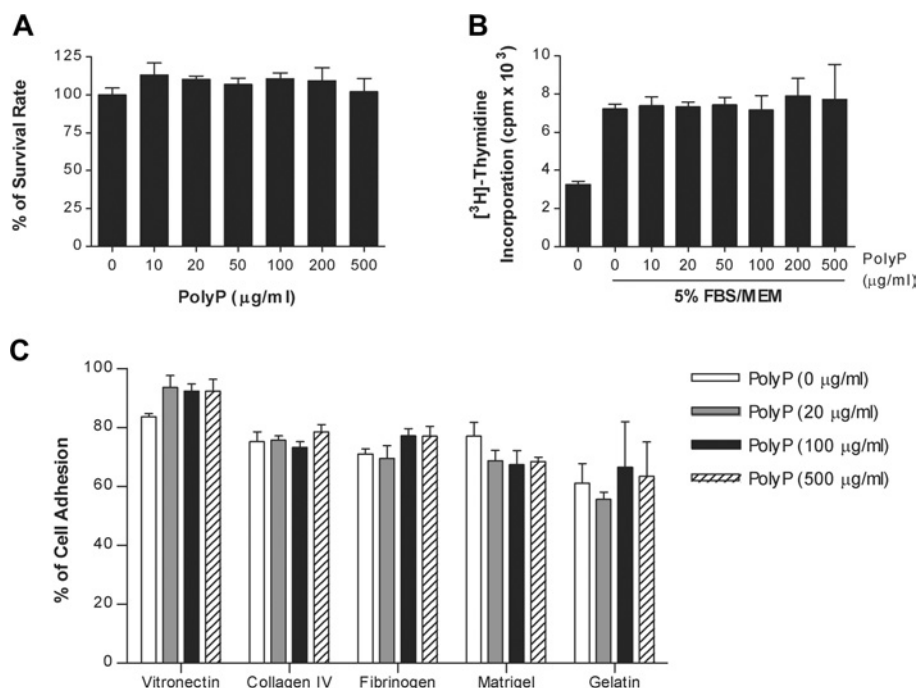 A
% of Survival Rate
125
100
75
50
25
0
0 10 20 50 100 200 500
PolyP (μg/ml)
B
[³H]-Thymidine
Incorporation (cpm x 10³)
10
8
6
4
2
0
0 0 10 20 50 100 200 500
PolyP
(μg/ml)
5% FBS/MEM
C
% of Cell Adhesion
100
80
60
40
20
0
Vitronectin Collagen IV Fibrinogen Matrigel Gelatin
PolyP (0 μg/ml)
PolyP (20 μg/ml)
PolyP (100 μg/ml)
PolyP (500 μg/ml)